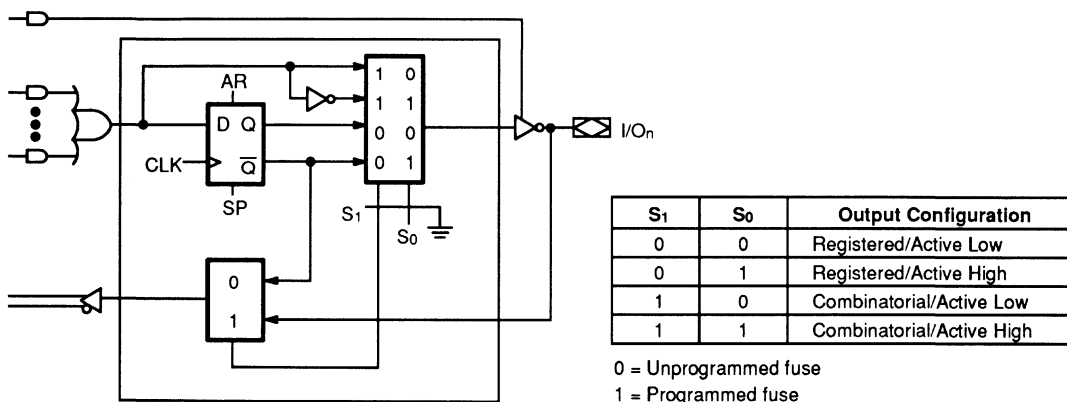 AR
D Q
CLK
Q̅
SP
1 0
1 1
0 0
0 1
S₁
S₀
I/Oₙ
0
1
S₁ S₀ Output Configuration
0 0 Registered/Active Low
0 1 Registered/Active High
1 0 Combinatorial/Active Low
1 1 Combinatorial/Active High
0 = Unprogrammed fuse
1 = Programmed fuse